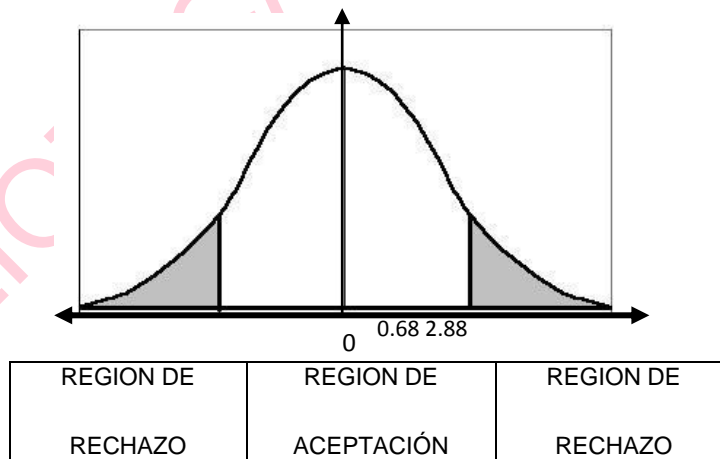 0.68 2.88
0
REGION DE
RECHAZO
REGION DE
ACEPTACIÓN
REGION DE
RECHAZO